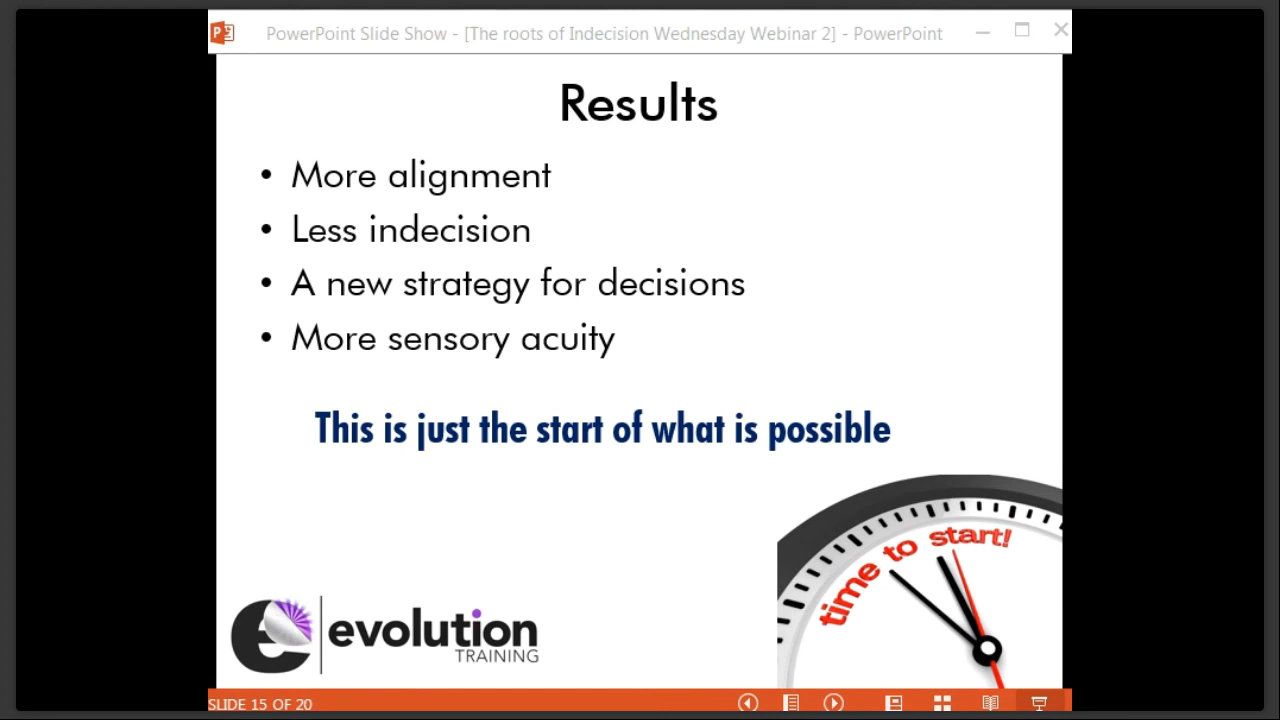 PowerPoint Slide Show - [The roots of Indecision Wednesday Webinar 2] - PowerPoint
Results
• More alignment
• Less indecision
• A new strategy for decisions
• More sensory acuity
This is just the start of what is possible
time to start!
evolution
TRAINING
SLIDE 15 OF 20